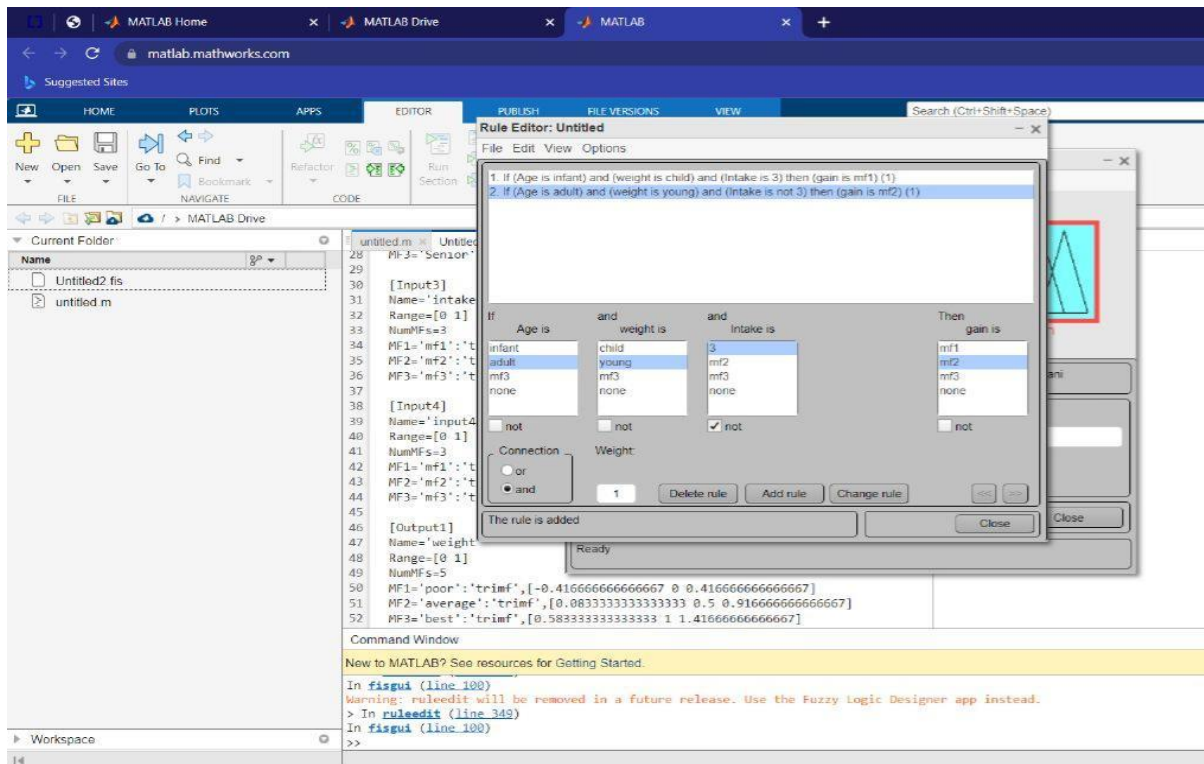 MATLAB Home
MATLAB Drive
MATLAB
matlab.mathworks.com
Suggested Sites
HOME PLOTS APPS EDITOR PUBLISH FILE VERSIONS VIEW
Search (Ctrl+Shift+Space)
New Open Save Go To Find Bookmark Refactor Run Section
FILE NAVIGATE CODE
/ > MATLAB Drive
Current Folder
Name
Untitled2.fis
untitled.m
Workspace
untitled.m
28 MF3='Senior'
29
30 [Input3]
31 Name='intake
32 Range=[0 1]
33 NumMFs=3
34 MF1='mf1':'t
35 MF2='mf2':'t
36 MF3='mf3':'t
37
38 [Input4]
39 Name='input4
40 Range=[0 1]
41 NumMFs=3
42 MF1='mf1':'t
43 MF2='mf2':'t
44 MF3='mf3':'t
45
46 [Output1]
47 Name='weight
48 Range=[0 1]
49 NumMFs=5
50 MF1='poor':'trimf',[-0.416666666666667 0 0.416666666666667]
51 MF2='average':'trimf',[0.0833333333333333 0.5 0.916666666666667]
52 MF3='best':'trimf',[0.583333333333333 1 1.41666666666667]
Rule Editor: Untitled
File Edit View Options
1. If (Age is infant) and (weight is child) and (Intake is 3) then (gain is mf1) (1)
2. If (Age is adult) and (weight is young) and (Intake is not 3) then (gain is mf2) (1)
If and and Then
Age is weight is Intake is gain is
infant child 3 mf1
adult young mf2 mf2
mf3 mf3 mf3 mf3
none none none none
not not not not
Connection Weight:
or
and 1 Delete rule Add rule Change rule << >>
The rule is added Close
Close
Ready
Command Window
New to MATLAB? See resources for Getting Started.
In fisgui (line 100)
Warning: ruleedit will be removed in a future release. Use the Fuzzy Logic Designer app instead.
> In ruleedit (line 349)
In fisgui (line 100)
>>